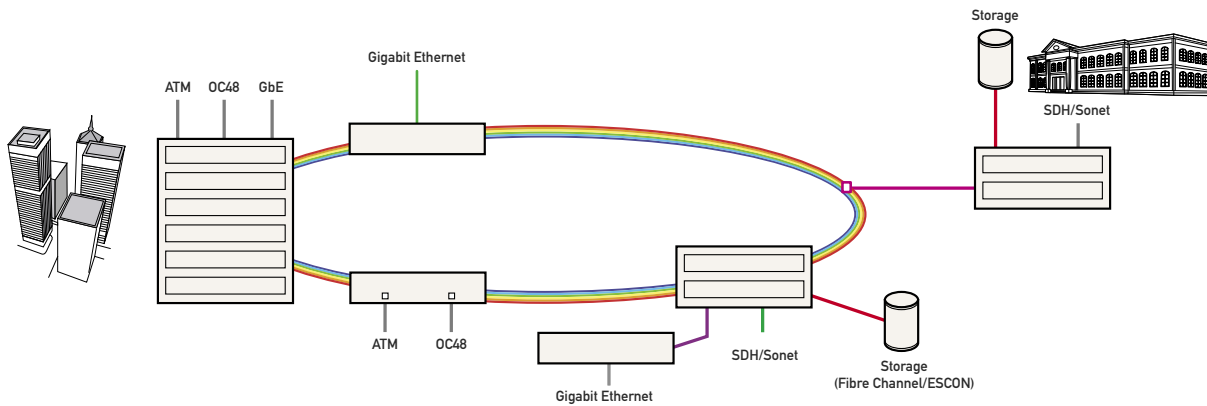 Storage
Gigabit Ethernet
ATM
OC48
GbE
SDH/Sonet
ATM
OC48
SDH/Sonet
Storage
(Fibre Channel/ESCON)
Gigabit Ethernet